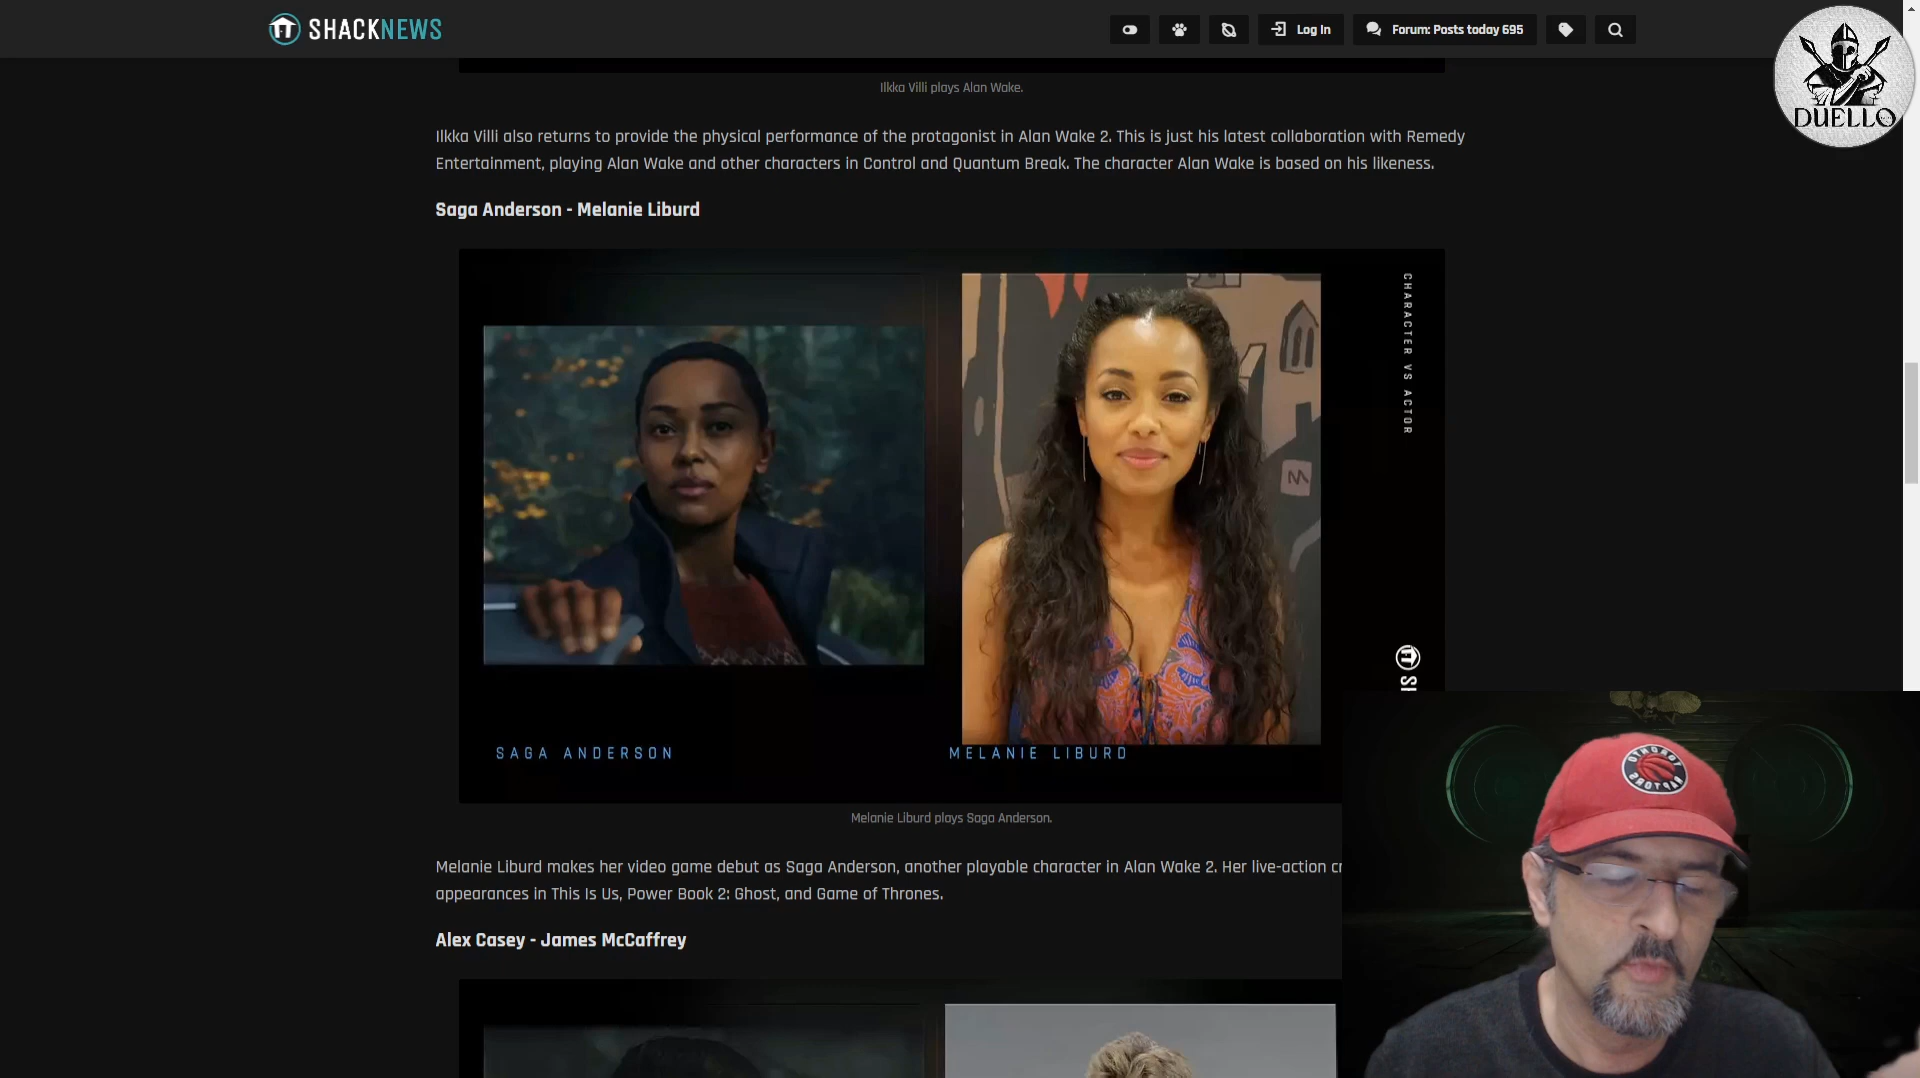 SHACKNEWS
Log In
Forum: Posts today 695
DUELLO
Ilkka Villi plays Alan Wake.
Ilkka Villi also returns to provide the physical performance of the protagonist in Alan Wake 2. This is just his latest collaboration with Remedy
Entertainment, playing Alan Wake and other characters in Control and Quantum Break. The character Alan Wake is based on his likeness.
Saga Anderson - Melanie Liburd
CHARACTER VS ACTOR
SAGA ANDERSON
MELANIE LIBURD
Melanie Liburd plays Saga Anderson.
Melanie Liburd makes her video game debut as Saga Anderson, another playable character in Alan Wake 2. Her live-action
appearances in This Is Us, Power Book 2: Ghost, and Game of Thrones.
Alex Casey - James McCaffrey
TORONTO
RAPTORS